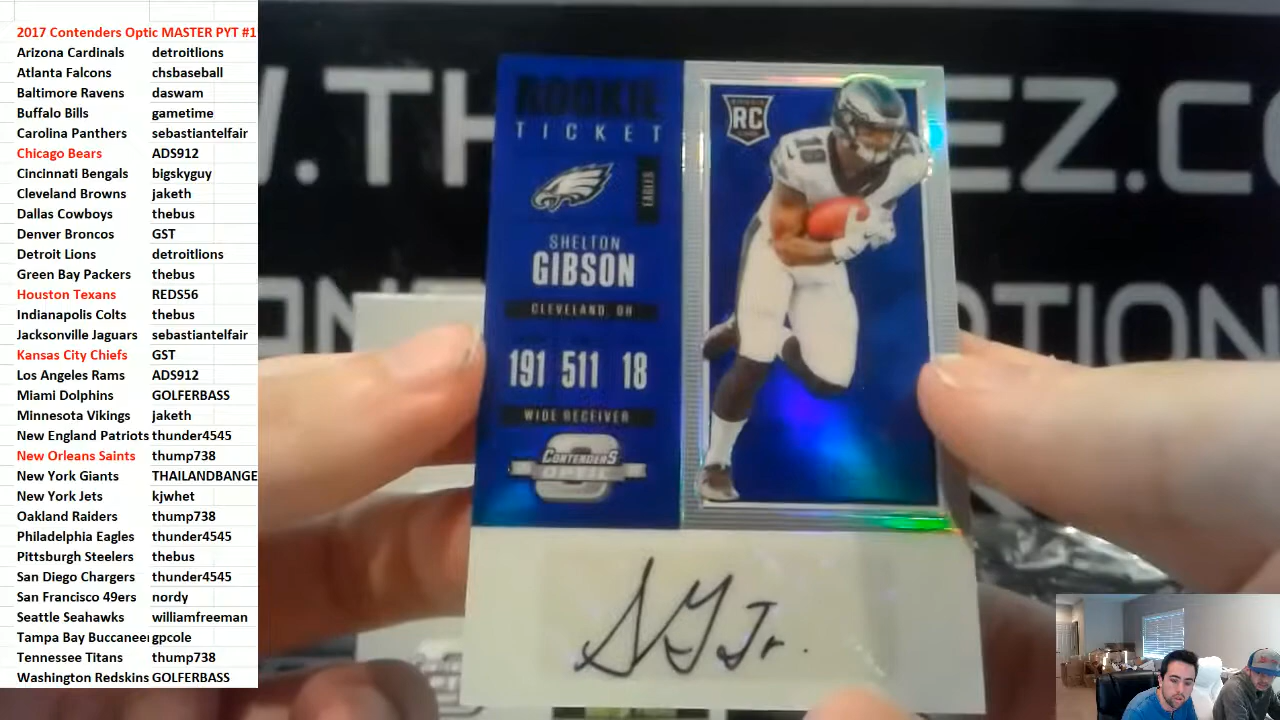 2017 Contenders Optic MASTER PYT #1
Arizona Cardinals detroitlions
Atlanta Falcons chsbaseball
Baltimore Ravens daswam
Buffalo Bills gametime
Carolina Panthers sebastiantelfair
Chicago Bears ADS912
Cincinnati Bengals bigskyguy
Cleveland Browns jaketh
Dallas Cowboys thebus
Denver Broncos GST
Detroit Lions detroitlions
Green Bay Packers thebus
Houston Texans REDS56
Indianapolis Colts thebus
Jacksonville Jaguars sebastiantelfair
Kansas City Chiefs GST
Los Angeles Rams ADS912
Miami Dolphins GOLFERBASS
Minnesota Vikings jaketh
New England Patriots thunder4545
New Orleans Saints thump738
New York Giants THAILANDBANGE
New York Jets kjwhet
Oakland Raiders thump738
Philadelphia Eagles thunder4545
Pittsburgh Steelers thebus
San Diego Chargers thunder4545
San Francisco 49ers nordy
Seattle Seahawks williamfreeman
Tampa Bay Buccaneer gpcole
Tennessee Titans thump738
Washington Redskins GOLFERBASS
ROOKIE
TICKET
EAGLES
SHELTON
GIBSON
CLEVELAND, OH
191 511 18
WIDE RECEIVER
CONTENDERS
OPTIC
RC
18
SG Jr.